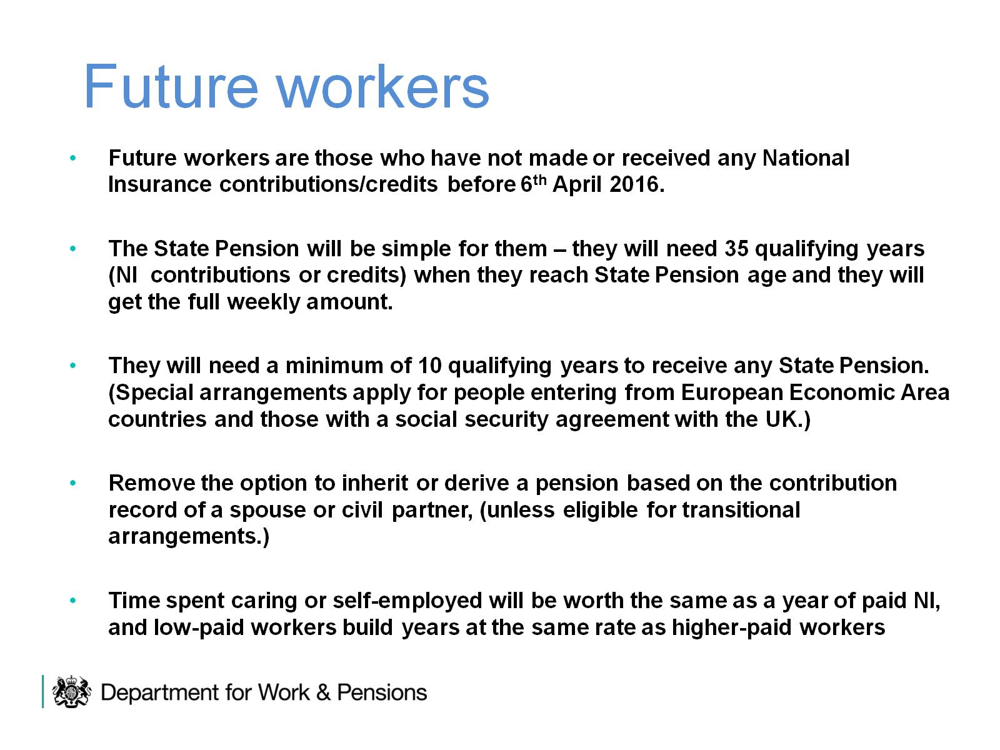 Future workers
• Future workers are those who have not made or received any National
Insurance contributions/credits before 6th April 2016.
• The State Pension will be simple for them – they will need 35 qualifying years
(NI  contributions or credits) when they reach State Pension age and they will
get the full weekly amount.
• They will need a minimum of 10 qualifying years to receive any State Pension.
(Special arrangements apply for people entering from European Economic Area
countries and those with a social security agreement with the UK.)
• Remove the option to inherit or derive a pension based on the contribution
record of a spouse or civil partner, (unless eligible for transitional
arrangements.)
• Time spent caring or self-employed will be worth the same as a year of paid NI,
and low-paid workers build years at the same rate as higher-paid workers
Department for Work & Pensions